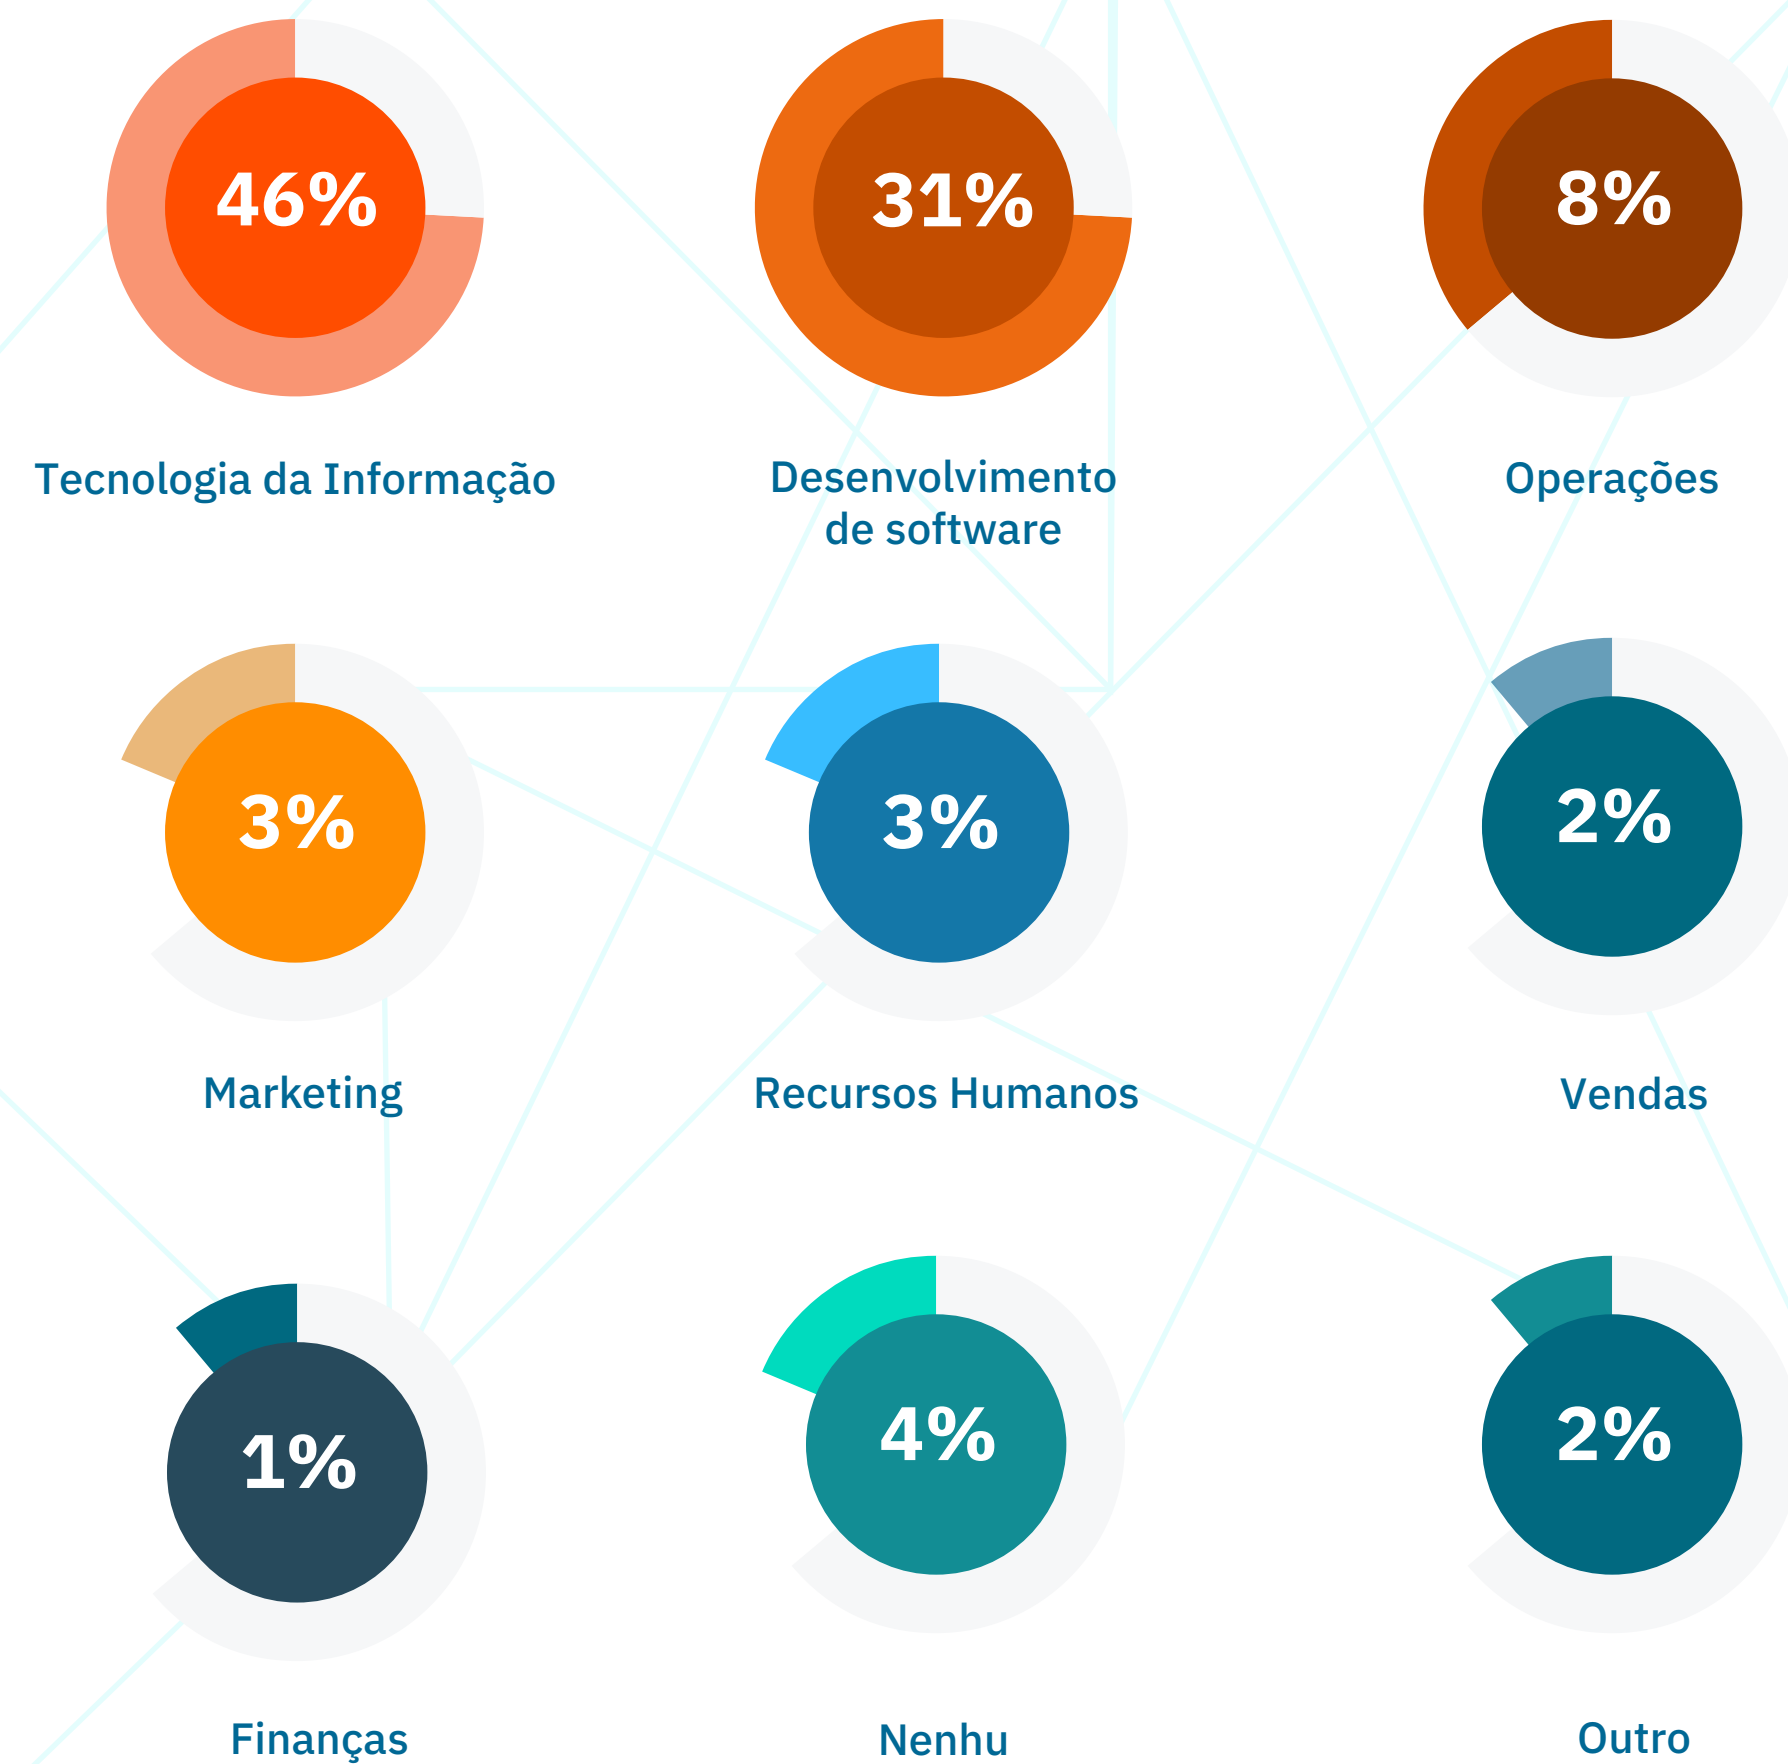 46%
31%
8%
Tecnologia da Informação
Desenvolvimento
de software
Operações
3%
3%
2%
Marketing
Recursos Humanos
Vendas
1%
4%
2%
Finanças
Nenhu
Outro